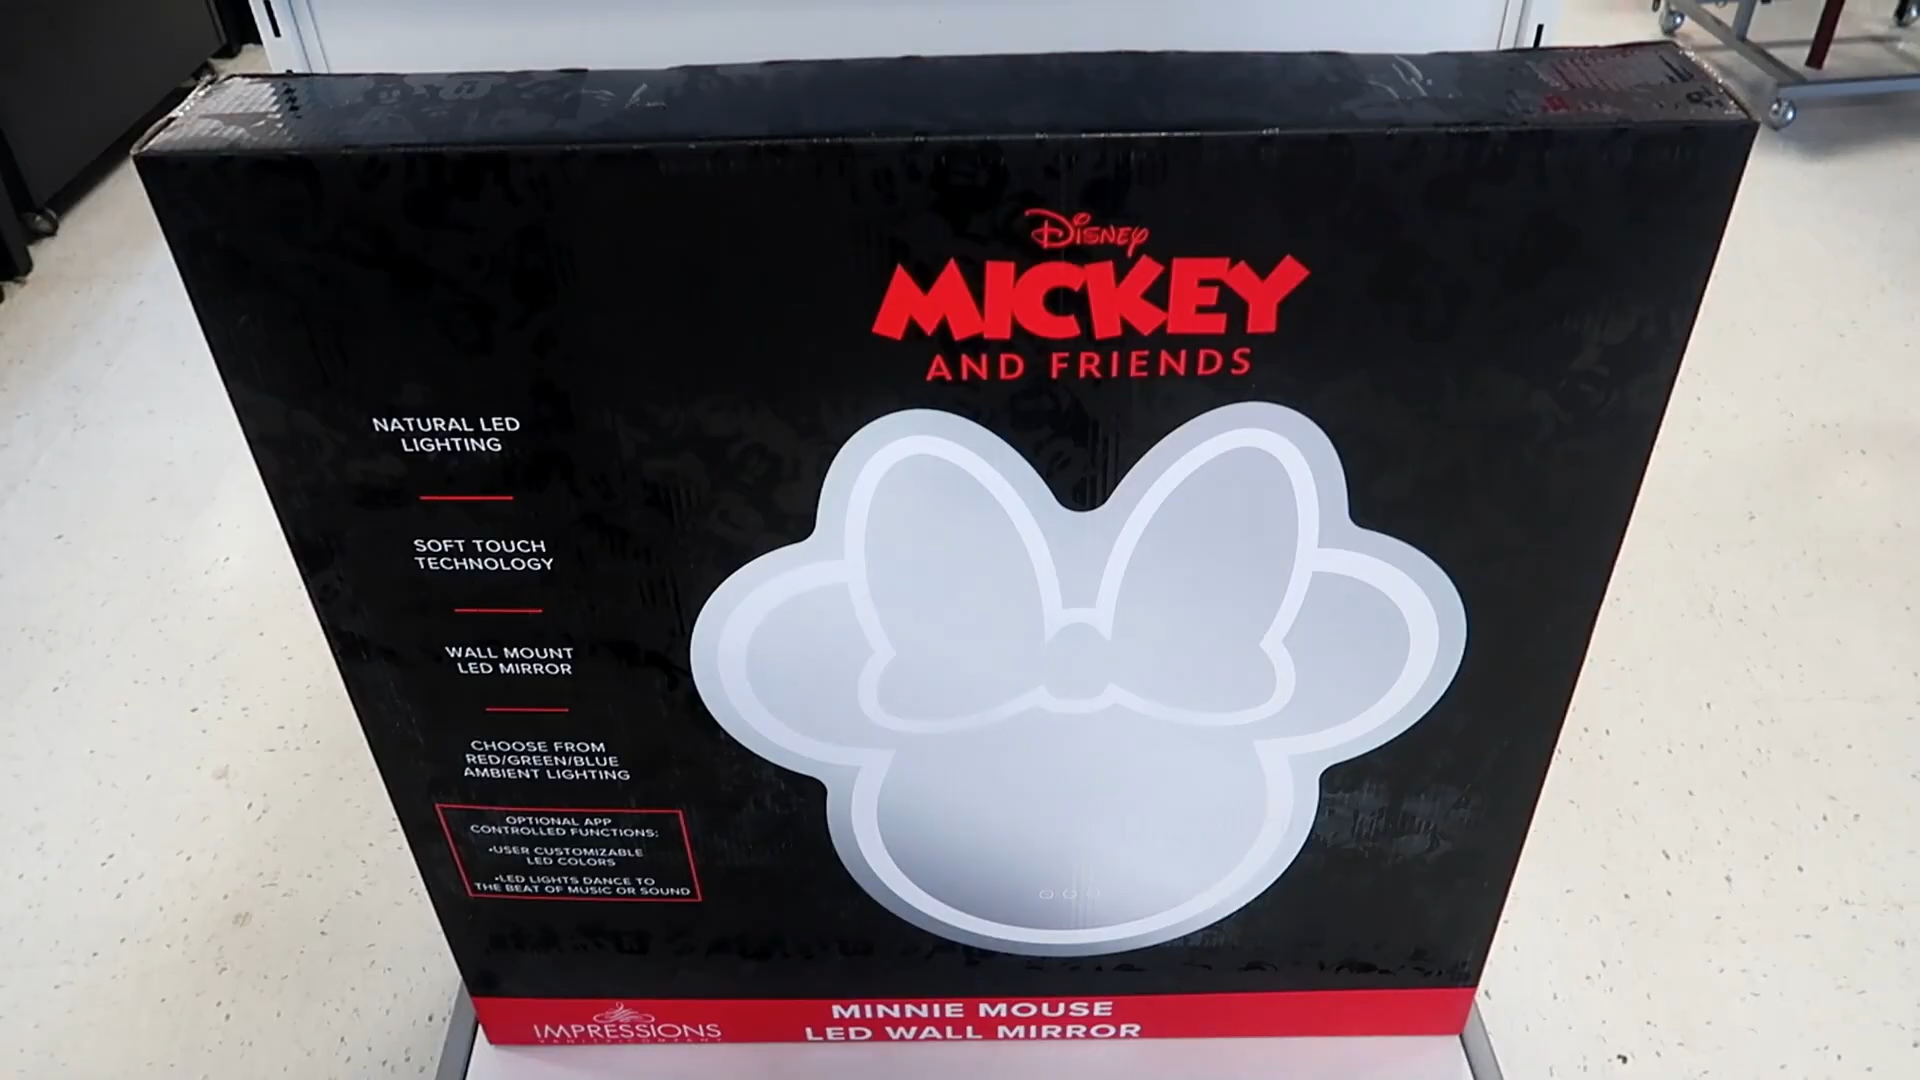 Disney
MICKEY
AND FRIENDS
NATURAL LED
LIGHTING
SOFT TOUCH
TECHNOLOGY
WALL MOUNT
LED MIRROR
CHOOSE FROM
RED/GREEN/BLUE
AMBIENT LIGHTING
OPTIONAL APP
CONTROLLED FUNCTIONS:
•USER CUSTOMIZABLE
LED COLORS
•LED LIGHTS DANCE TO
THE BEAT OF MUSIC OR SOUND
IMPRESSIONS
VANITY • COMPANY
MINNIE MOUSE
LED WALL MIRROR